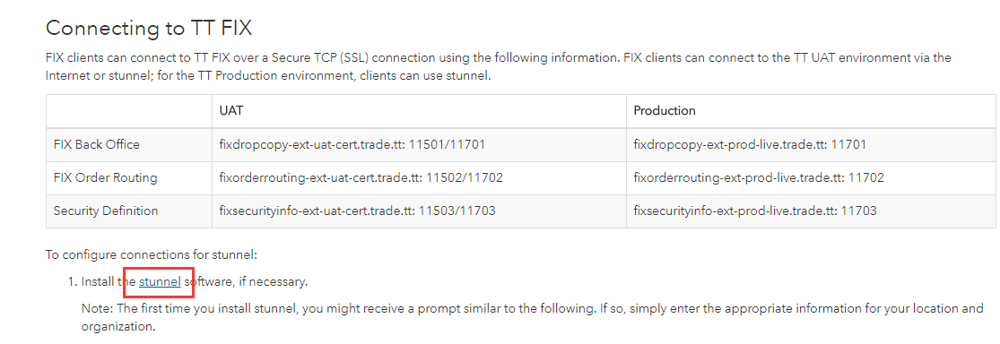 Connecting to TT FIX
FIX clients can connect to TT FIX over a Secure TCP (SSL) connection using the following information. FIX clients can connect to the TT UAT environment via the
Internet or stunnel; for the TT Production environment, clients can use stunnel.
UAT Production
FIX Back Office fixdropcopy-ext-uat-cert.trade.tt: 11501/11701 fixdropcopy-ext-prod-live.trade.tt: 11701
FIX Order Routing fixorderrouting-ext-uat-cert.trade.tt: 11502/11702 fixorderrouting-ext-prod-live.trade.tt: 11702
Security Definition fixsecurityinfo-ext-uat-cert.trade.tt: 11503/11703 fixsecurityinfo-ext-prod-live.trade.tt: 11703
To configure connections for stunnel:
1. Install the stunnel software, if necessary.
Note: The first time you install stunnel, you might receive a prompt similar to the following. If so, simply enter the appropriate information for your location and
organization.